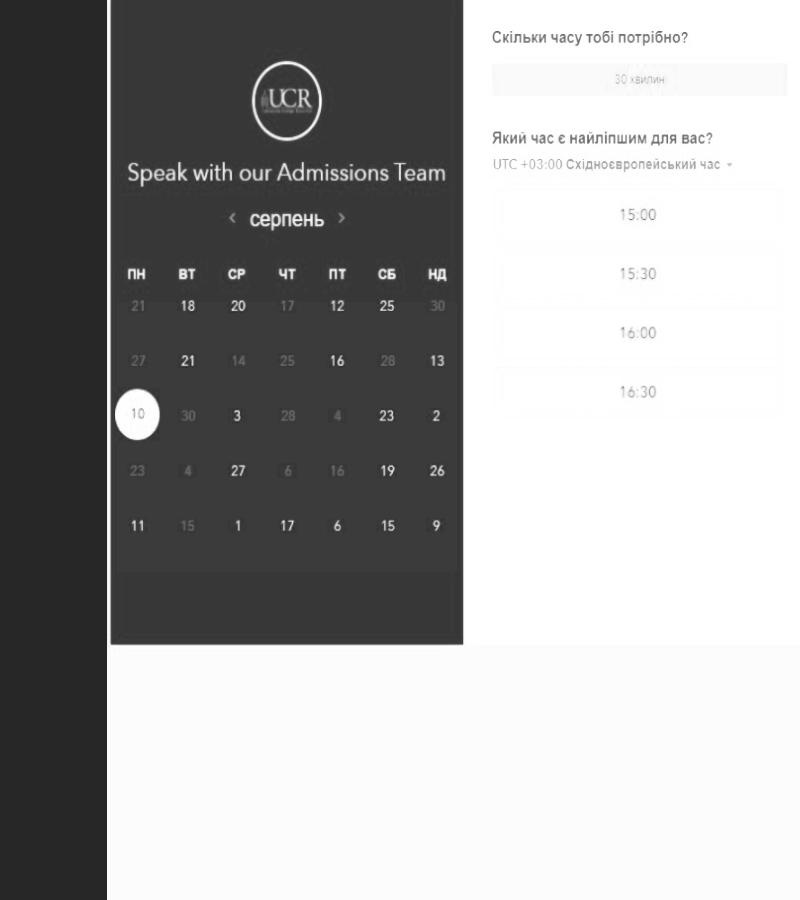 UCR
Speak with our Admissions Team
серпень
ПН ВТ СР ЧТ ПТ СБ НД
21 18 20 17 12 25 30
27 21 14 25 16 28 13
10 30 3 28 4 23 2
23 4 27 6 16 19 26
11 15 1 17 6 15 9
Скільки часу тобі потрібно?
30 хвилин
Який час є найліпшим для вас?
UTC +03:00 Східноєвропейський час
15:00
15:30
16:00
16:30